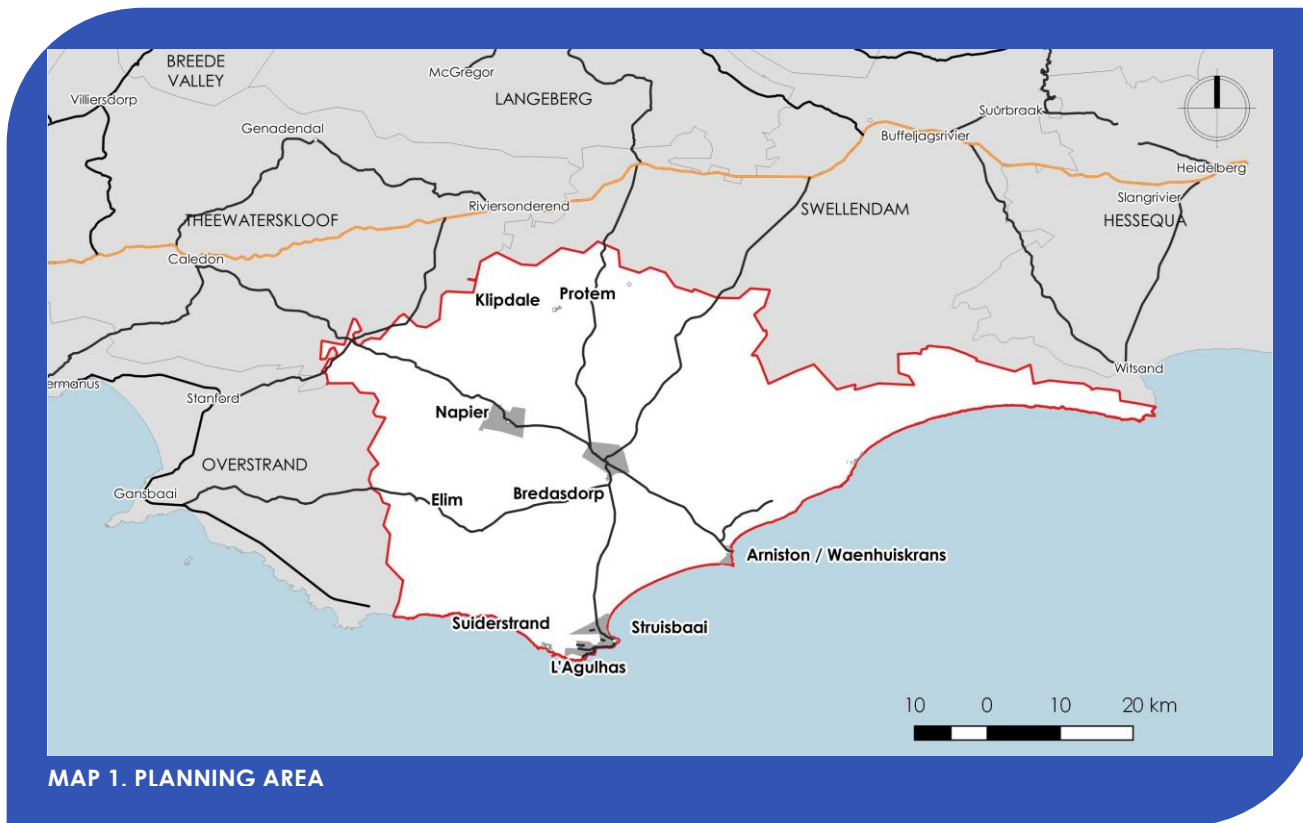 BREEDE
VALLEY
McGregor
Villiersdorp
LANGEBERG
Suurbraak
Genadendal
Buffeljagsrivier
Heidelberg
Slangrivier
Riviersonderend
SWELLENDAM
THEEWATERSKLOOF
HESSEQUA
Caledon
Klipdale
Protem
Witsand
ermanus
Stanford
Napier
OVERSTRAND
Gansbaai
Elim
Bredasdorp
Arniston / Waenhuiskrans
Suiderstrand
Struisbaai
L'Agulhas
10 0 10 20 km
MAP 1. PLANNING AREA